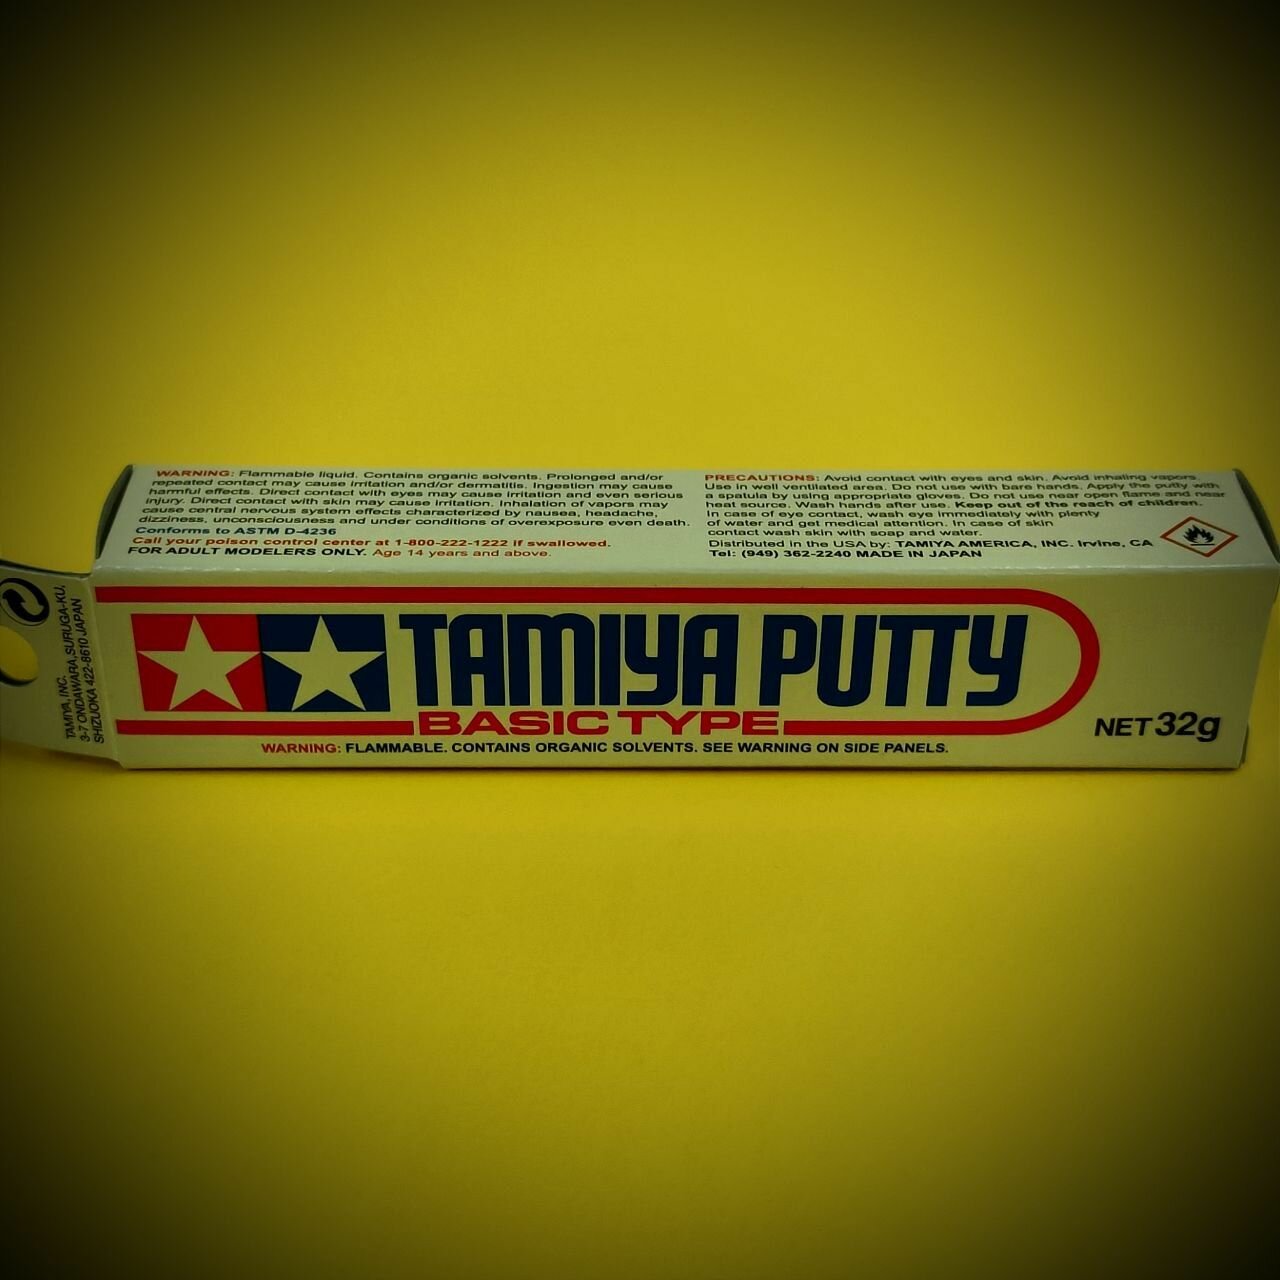 WARNING: Flammable liquid. Contains organic solvents. Prolonged and/or
repeated contact may cause irritation and/or dermatitis. Ingestion may cause
harmful effects. Direct contact with eyes may cause irritation and even serious
injury. Direct contact with skin may cause irritation. Inhalation of vapors may
cause central nervous system effects characterized by nausea, headache,
dizziness, unconsciousness and under conditions of overexposure even death.
Conforms to ASTM D-4236
Call your poison control center at 1-800-222-1222 if swallowed.
FOR ADULT MODELERS ONLY. Age 14 years and above.
PRECAUTIONS: Avoid contact with eyes and skin. Avoid inhaling vapors.
Use in well ventilated area. Do not use with bare hands. Apply the putty with
a spatula by using appropriate gloves. Do not use near open flame and near
heat source. Wash hands after use. Keep out of the reach of children.
In case of eye contact, wash eye immediately with plenty
of water and get medical attention. In case of skin
contact wash skin with soap and water.
Distributed in the USA by: TAMIYA AMERICA, INC. Irvine, CA
Tel: (949) 362-2240 MADE IN JAPAN
TAMIYA, INC.
3-7 ONDAWARA, SURUGA-KU,
SHIZUOKA 422-8610 JAPAN
TAMIYA PUTTY
BASIC TYPE
NET 32g
WARNING: FLAMMABLE. CONTAINS ORGANIC SOLVENTS. SEE WARNING ON SIDE PANELS.